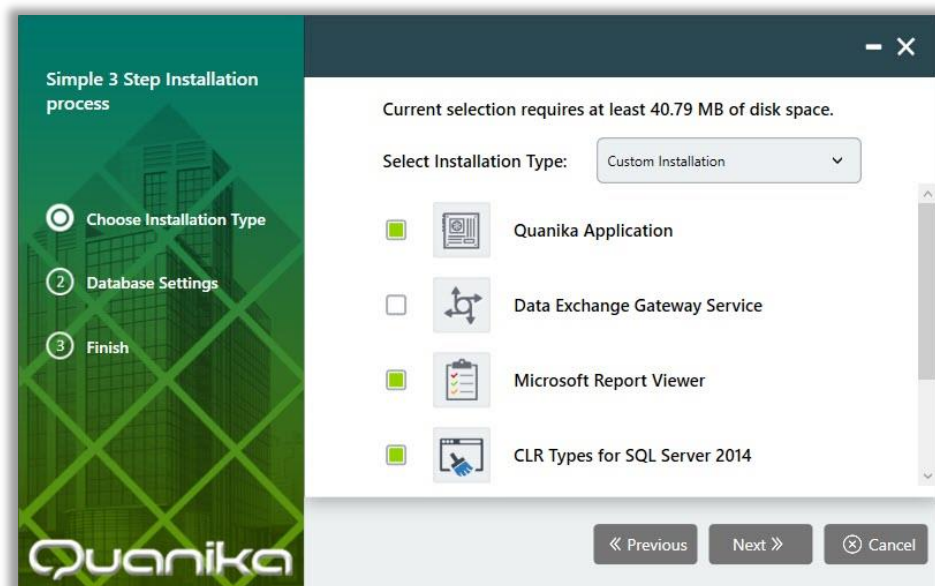 Simple 3 Step Installation
process
Choose Installation Type
2 Database Settings
3 Finish
Quanika
Current selection requires at least 40.79 MB of disk space.
Select Installation Type: Custom Installation
Quanika Application
Data Exchange Gateway Service
Microsoft Report Viewer
CLR Types for SQL Server 2014
Previous Next Cancel